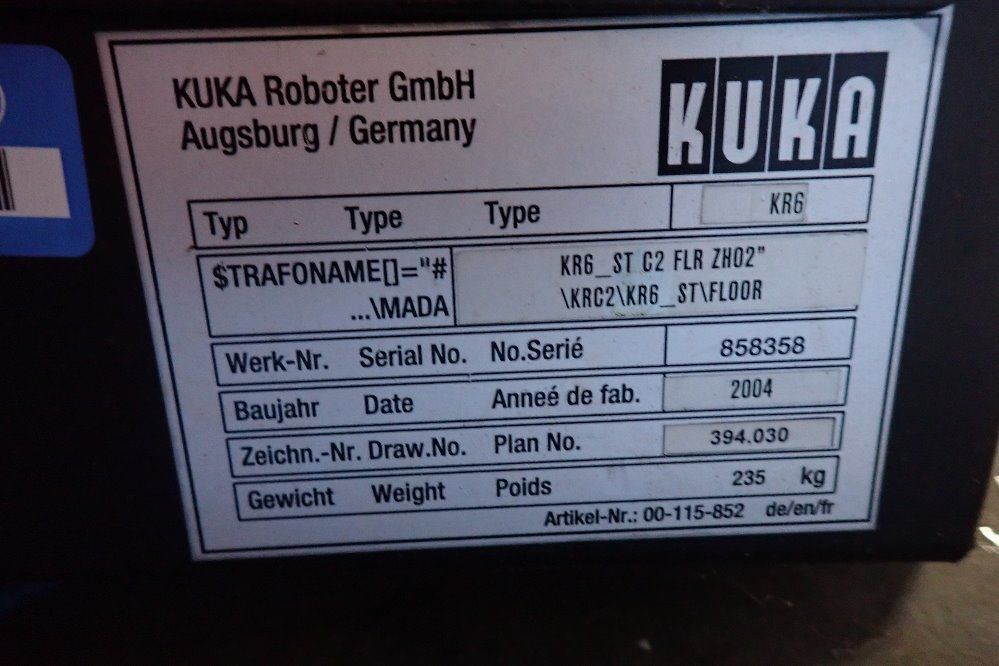 KUKA Roboter GmbH
Augsburg / Germany
KUKA
Typ Type Type KR6
$TRAFONAME[]="# KR6_ST C2 FLR ZH02"
...\MADA \KRC2\KR6_ST\FLOOR
Werk-Nr. Serial No. No.Serié 858358
Baujahr Date Anneé de fab. 2004
Zeichn.-Nr. Draw.No. Plan No. 394.030
Gewicht Weight Poids 235 kg
Artikel-Nr.: 00-115-852 de/en/fr